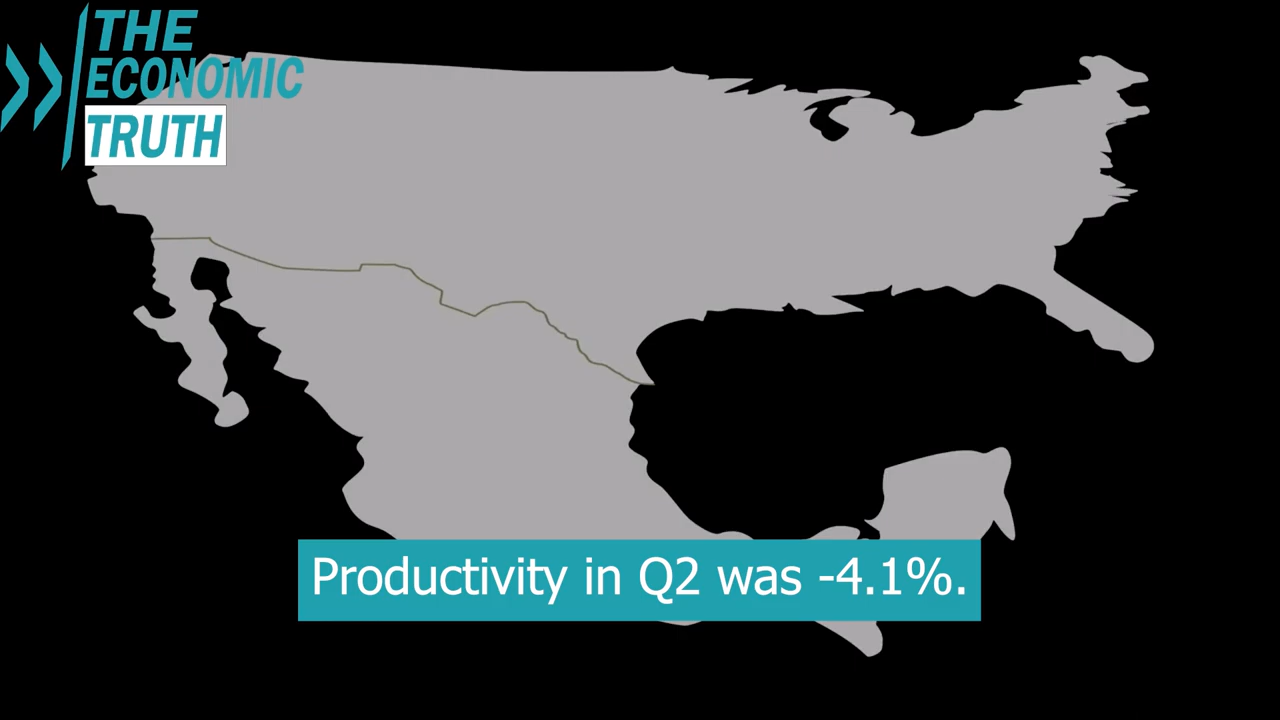 THE
ECONOMIC
TRUTH
Productivity in Q2 was -4.1%.